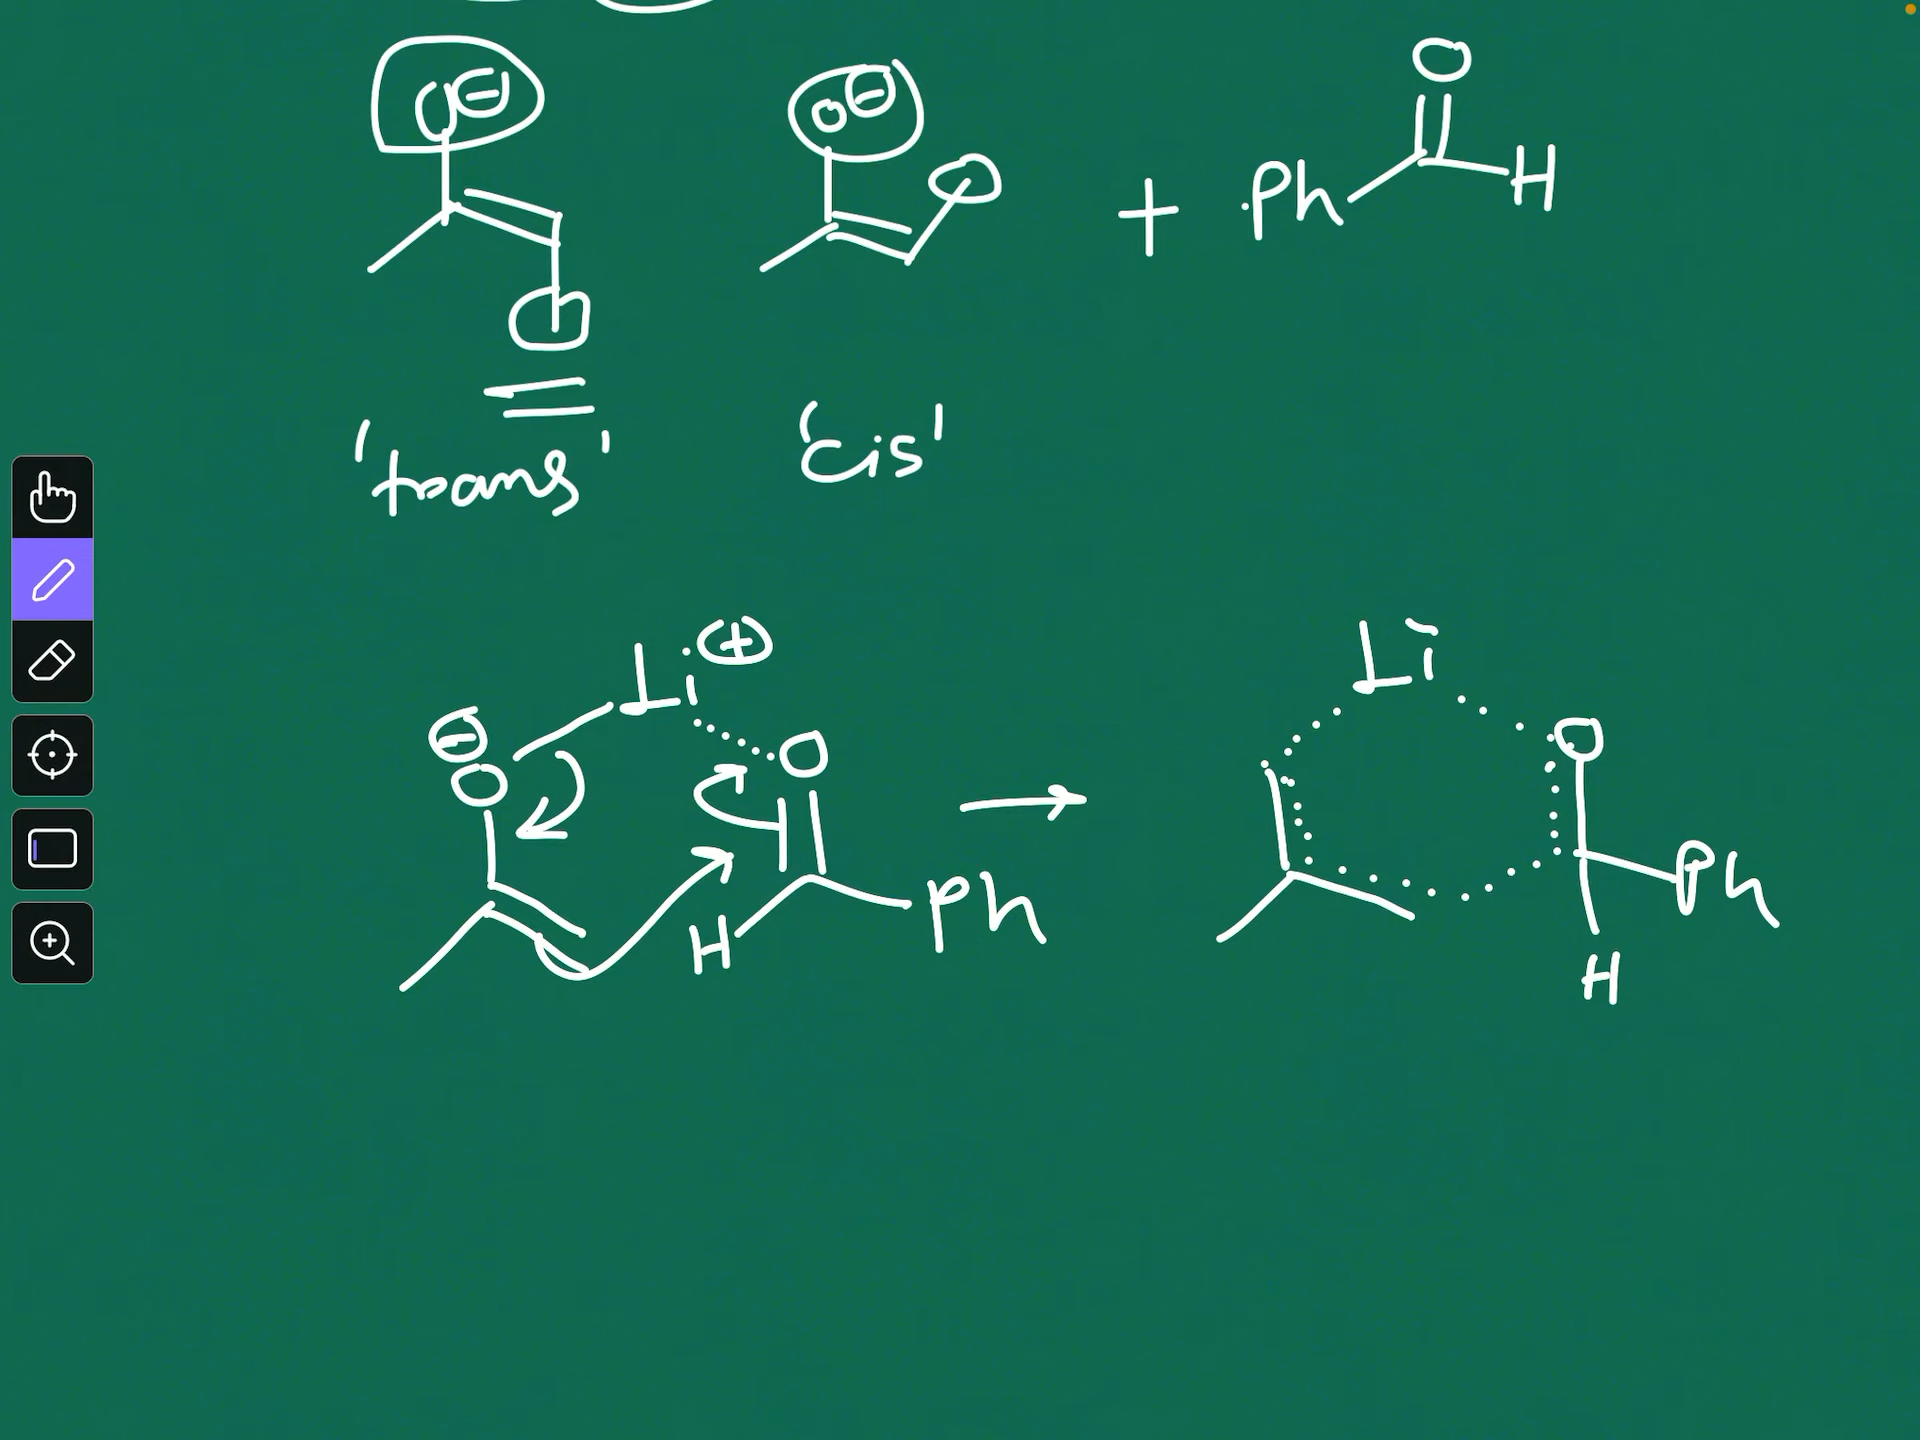 O⊖ O⊖ O
+ Ph H
'trans' 'cis'
Li⊕ Li
⊖
O O O
Ph Ph
H H